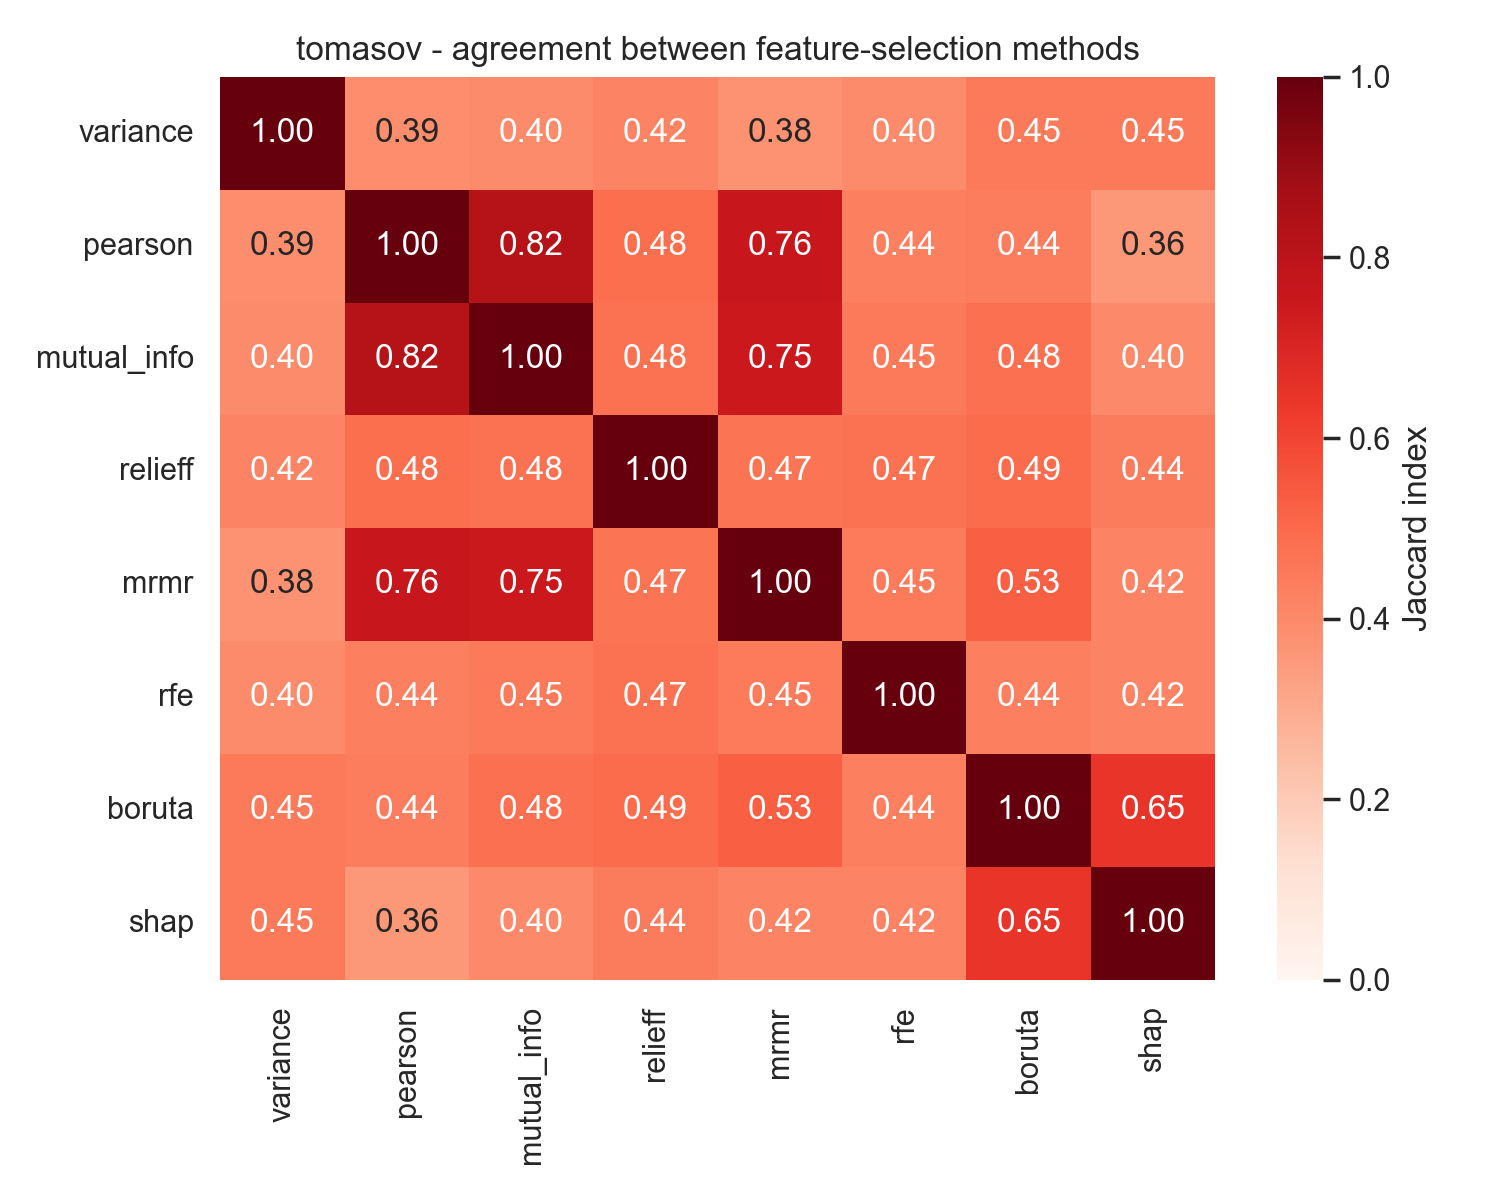 tomasov - agreement between feature-selection methods
variance 1.00 0.39 0.40 0.42 0.38 0.40 0.45 0.45
pearson 0.39 1.00 0.82 0.48 0.76 0.44 0.44 0.36
mutual_info 0.40 0.82 1.00 0.48 0.75 0.45 0.48 0.40
relieff 0.42 0.48 0.48 1.00 0.47 0.47 0.49 0.44
mrmr 0.38 0.76 0.75 0.47 1.00 0.45 0.53 0.42
rfe 0.40 0.44 0.45 0.47 0.45 1.00 0.44 0.42
boruta 0.45 0.44 0.48 0.49 0.53 0.44 1.00 0.65
shap 0.45 0.36 0.40 0.44 0.42 0.42 0.65 1.00
variance
pearson
mutual_info
relieff
mrmr
rfe
boruta
shap
1.0
0.8
0.6
0.4
0.2
0.0
Jaccard index